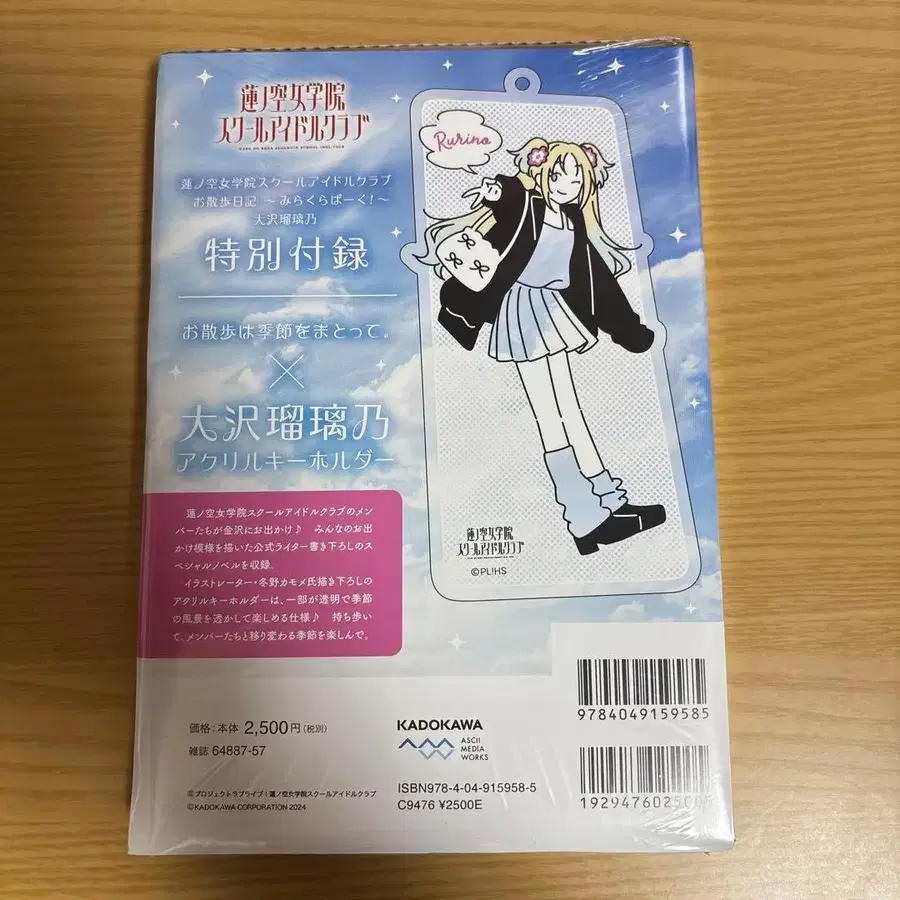 蓮ノ空女学院
スクールアイドルクラブ
蓮ノ空女学院スクールアイドルクラブ
お散歩日記 ～みらくらぱーく!～
大沢瑠璃乃
特別付録
お散歩は季節をまとって。
×
大沢瑠璃乃
アクリルキーホルダー
Rurino
蓮ノ空女学院
スクールアイドルクラブ
©PL!HS
蓮ノ空女学院スクールアイドルクラブのメン
バーたちが金沢にお出かけ♪ みんなのお出
かけ模様を描いた公式ライター書き下ろしのス
ペシャルノベルを収録。
イラストレーター・冬野カモメ氏描き下ろしの
アクリルキーホルダーは、一部が透明で季節
の風景を透かして楽しめる仕様♪ 持ち歩い
て、メンバーたちと移り変わる季節を楽しんで。
価格:本体 2,500円(税別)
雑誌 64887-57
©プロジェクトラブライブ!蓮ノ空女学院スクールアイドルクラブ
©KADOKAWA CORPORATION 2024
KADOKAWA
ASCII
MEDIA
WORKS
ISBN978-4-04-915958-5
C9476 ¥2500E
9784049159585